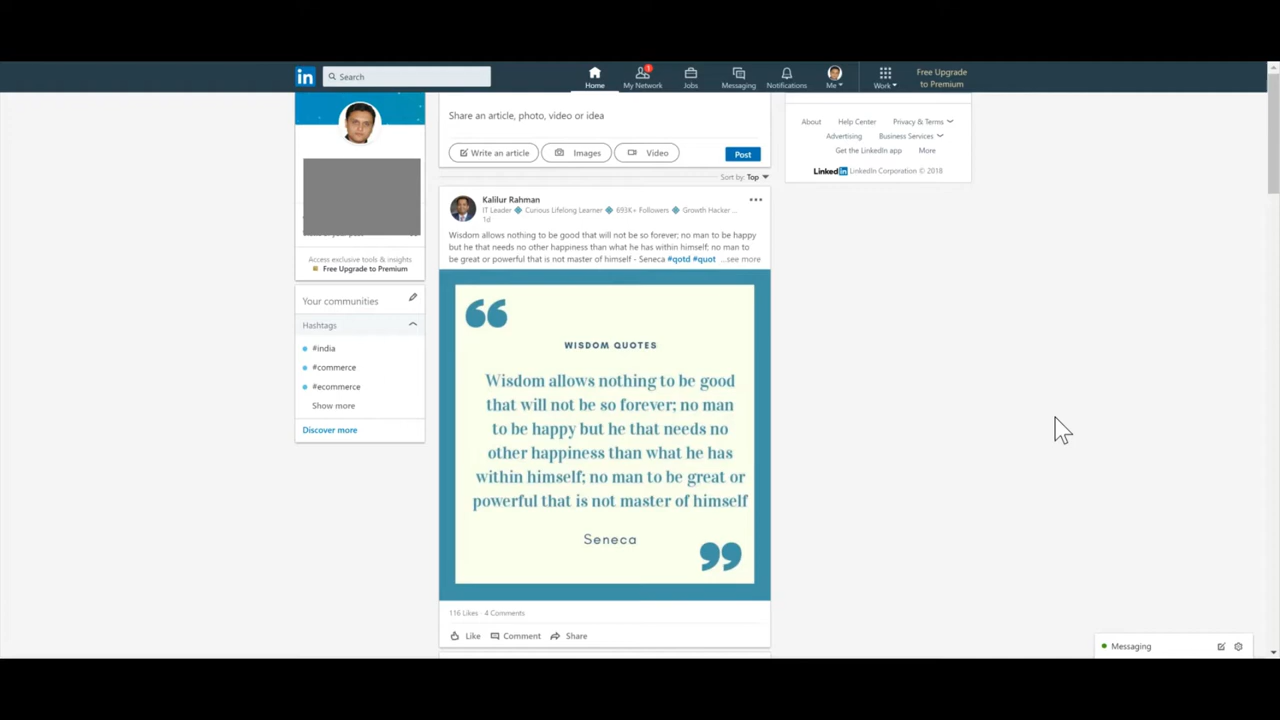 in
Search
Home
My Network
1
Jobs
Messaging
Notifications
Me
Work
Free Upgrade
to Premium
Access exclusive tools & insights
Free Upgrade to Premium
Your communities
Hashtags
#india
#commerce
#ecommerce
Show more
Discover more
Share an article, photo, video or idea
Write an article
Images
Video
Post
Sort by: Top
Kalilur Rahman
IT Leader Curious Lifelong Learner 693K+ Followers Growth Hacker ...
1d
Wisdom allows nothing to be good that will not be so forever; no man to be happy
but he that needs no other happiness than what he has within himself; no man to
be great or powerful that is not master of himself - Seneca #qotd #quot ...see more
WISDOM QUOTES
Wisdom allows nothing to be good
that will not be so forever; no man
to be happy but he that needs no
other happiness than what he has
within himself; no man to be great or
powerful that is not master of himself
Seneca
116 Likes · 4 Comments
Like
Comment
Share
About
Help Center
Privacy & Terms
Advertising
Business Services
Get the LinkedIn app
More
LinkedIn LinkedIn Corporation © 2018
Messaging